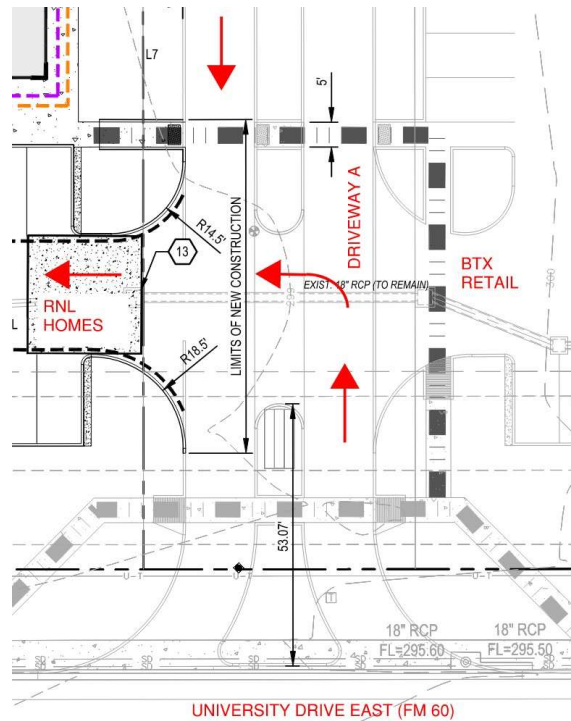 L7
5'
DRIVEWAY A
LIMITS OF NEW CONSTRUCTION
R14.5'
13
BTX
RETAIL
RNL
HOMES
EXIST. 18" RCP (TO REMAIN)
300
L
R18.5'
53.07'
U-T
U-T
U-T
T
18" RCP
FL=295.60
18" RCP
FL=295.50
UNIVERSITY DRIVE EAST (FM 60)